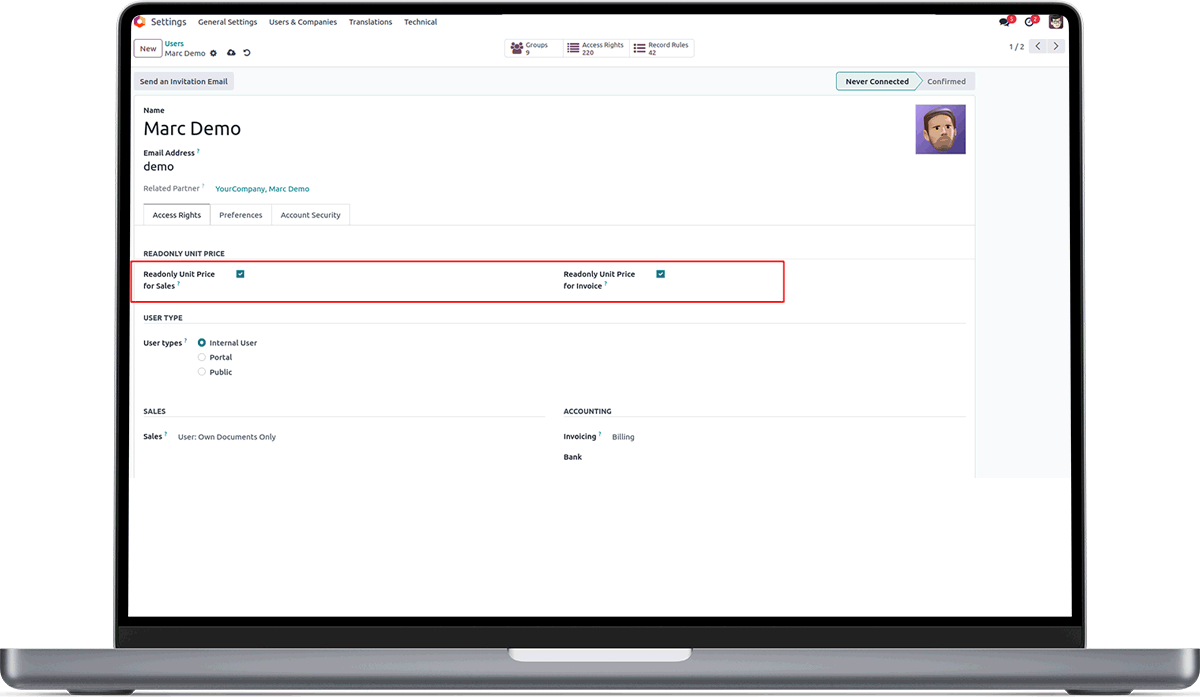 Settings General Settings Users & Companies Translations Technical 5 2
New Users
Marc Demo
Groups 9
Access Rights 220
Record Rules 42
1 / 2
Send an Invitation Email
Never Connected Confirmed
Name
Marc Demo
Email Address ?
demo
Related Partner ? YourCompany, Marc Demo
Access Rights Preferences Account Security
READONLY UNIT PRICE
Readonly Unit Price
for Sales ?
Readonly Unit Price
for Invoice ?
USER TYPE
User types ? Internal User
Portal
Public
SALES
Sales ? User: Own Documents Only
ACCOUNTING
Invoicing ? Billing
Bank